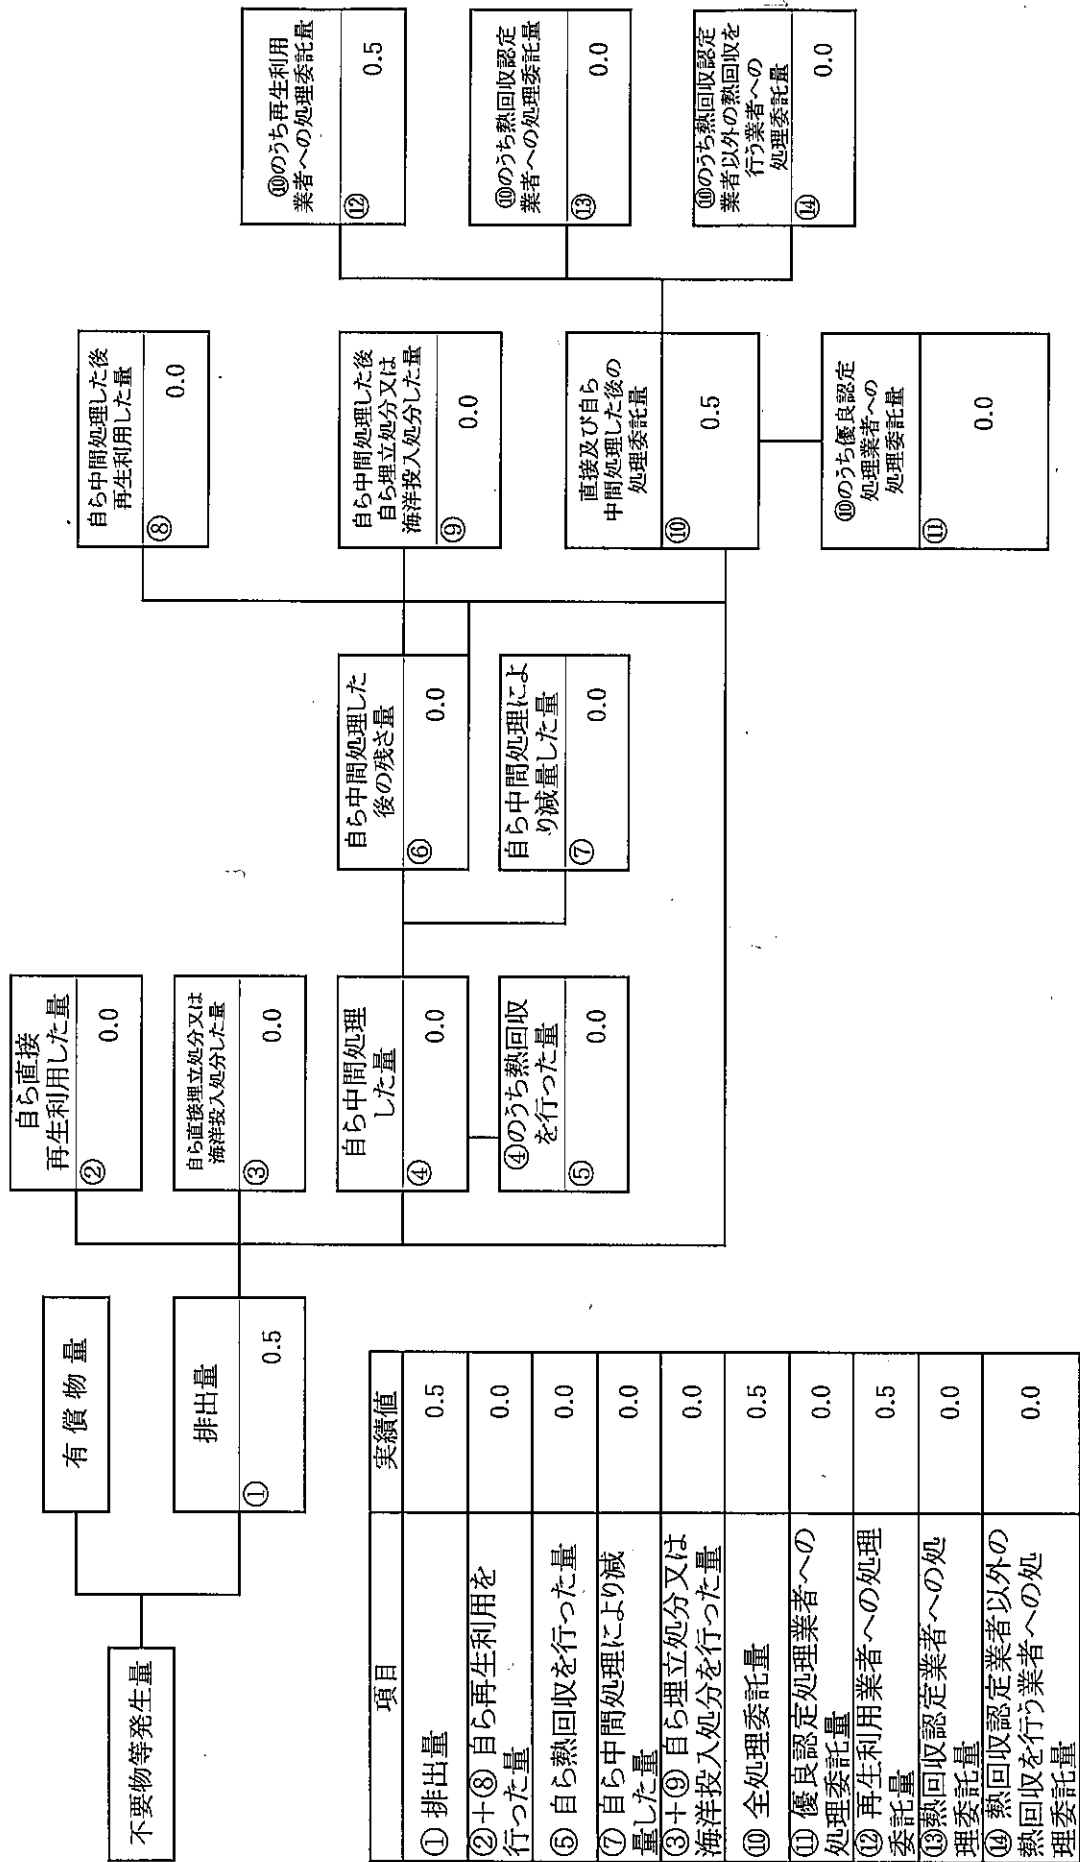 不要物等発生量
有償物量
排出量
① 0.5
自ら直接
再生利用した量
② 0.0
自ら直接埋立処分又は
海洋投入処分した量
③ 0.0
自ら中間処理
した量
④ 0.0
④のうち熱回収
を行った量
⑤ 0.0
自ら中間処理した
後の残さ量
⑥ 0.0
自ら中間処理によ
り減量した量
⑦ 0.0
自ら中間処理した後
再生利用した量
⑧ 0.0
自ら中間処理した後
自ら埋立処分又は
海洋投入処分した量
⑨ 0.0
直接及び自ら
中間処理した後の
処理委託量
⑩ 0.5
⑩のうち優良認定
処理業者への
処理委託量
⑪ 0.0
⑩のうち再生利用
業者への処理委託量
⑫ 0.5
⑩のうち熱回収認定
業者への処理委託量
⑬ 0.0
⑩のうち熱回収認定
業者以外の熱回収を
行う業者への
処理委託量
⑭ 0.0
項目 実績値
① 排出量 0.5
②+⑧ 自ら再生利用を
行った量 0.0
⑤ 自ら熱回収を行った量 0.0
⑦ 自ら中間処理により減
量した量 0.0
③+⑨ 自ら埋立処分又は
海洋投入処分を行った量 0.0
⑩ 全処理委託量 0.5
⑪ 優良認定処理業者への
処理委託量 0.0
⑫ 再生利用業者への処理
委託量 0.5
⑬熱回収認定業者への処
理委託量 0.0
⑭ 熱回収認定業者以外の
熱回収を行う業者への処
理委託量 0.0